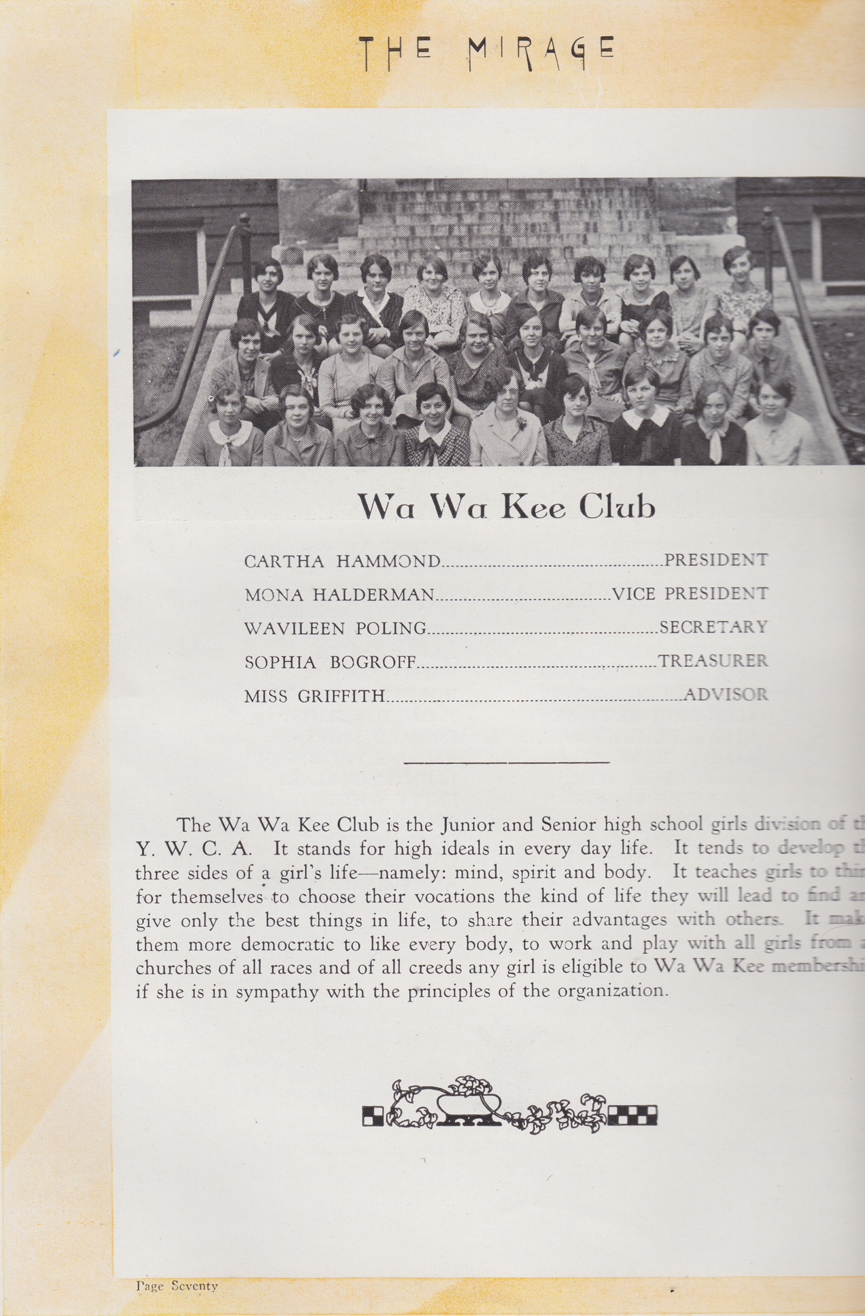 THE MIRAGE
Wa Wa Kee Club
CARTHA HAMMOND........................................PRESIDENT
MONA HALDERMAN................................VICE PRESIDENT
WAVILEEN POLING..........................................SECRETARY
SOPHIA BOGROFF............................................TREASURER
MISS GRIFFITH......................................................ADVISOR
The Wa Wa Kee Club is the Junior and Senior high school girls division of
Y. W. C. A. It stands for high ideals in every day life. It tends to develop
three sides of a girl's life—namely: mind, spirit and body. It teaches girls to
for themselves to choose their vocations the kind of life they will lead to find
give only the best things in life, to share their advantages with others. It
them more democratic to like every body, to work and play with all girls from
churches of all races and of all creeds any girl is eligible to Wa Wa Kee
if she is in sympathy with the principles of the organization.
Page Seventy